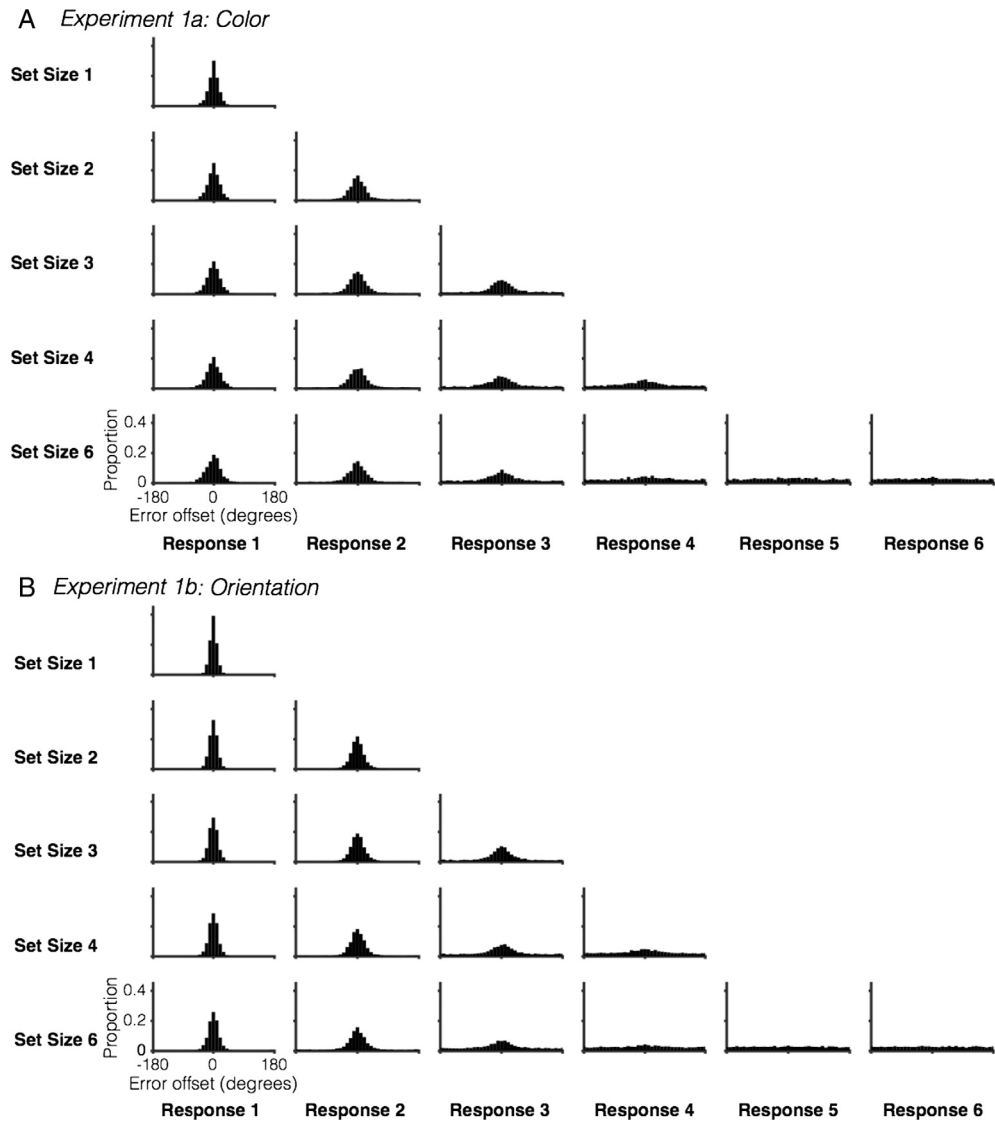 A Experiment 1a: Color
Set Size 1
Set Size 2
Set Size 3
Set Size 4
Set Size 6
Proportion
0.4
0.2
0
-180 0 180
Error offset (degrees)
Response 1 Response 2 Response 3 Response 4 Response 5 Response 6
B Experiment 1b: Orientation
Set Size 1
Set Size 2
Set Size 3
Set Size 4
Set Size 6
Proportion
0.4
0.2
0
-180 0 180
Error offset (degrees)
Response 1 Response 2 Response 3 Response 4 Response 5 Response 6